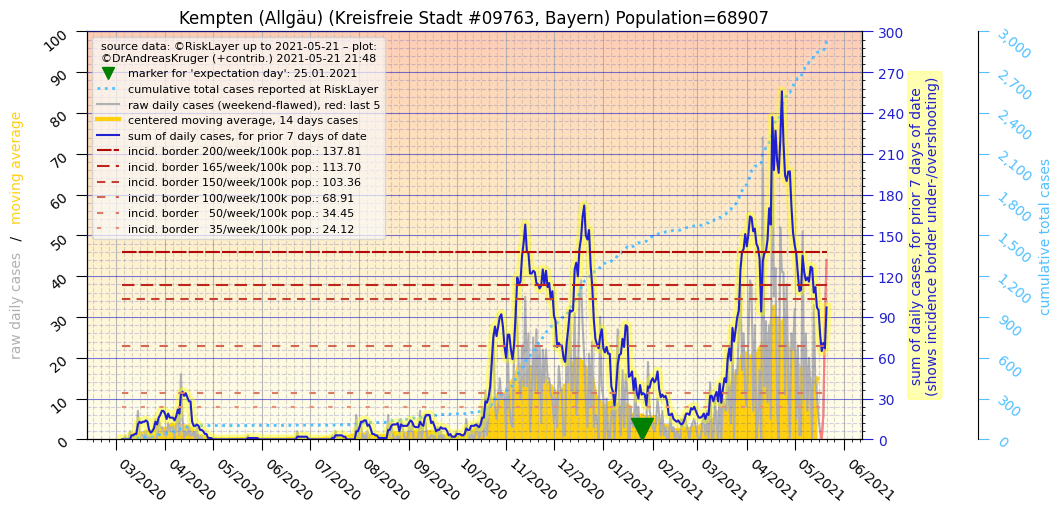 Kempten (Allgäu) (Kreisfreie Stadt #09763, Bayern) Population=68907
source data: ©RiskLayer up to 2021-05-21 – plot:
©DrAndreasKruger (+contrib.) 2021-05-21 21:48
marker for 'expectation day': 25.01.2021
cumulative total cases reported at RiskLayer
raw daily cases (weekend-flawed), red: last 5
centered moving average, 14 days cases
sum of daily cases, for prior 7 days of date
incid. border 200/week/100k pop.: 137.81
incid. border 165/week/100k pop.: 113.70
incid. border 150/week/100k pop.: 103.36
incid. border 100/week/100k pop.: 68.91
incid. border   50/week/100k pop.: 34.45
incid. border   35/week/100k pop.: 24.12
raw daily cases / moving average
100
90
80
70
60
50
40
30
20
10
0
03/2020
04/2020
05/2020
06/2020
07/2020
08/2020
09/2020
10/2020
11/2020
12/2020
01/2021
02/2021
03/2021
04/2021
05/2021
06/2021
300
270
240
210
180
150
120
90
60
30
0
sum of daily cases, for prior 7 days of date
(shows incidence border under-/overshooting)
3,000
2,700
2,400
2,100
1,800
1,500
1,200
900
600
300
0
cumulative total cases